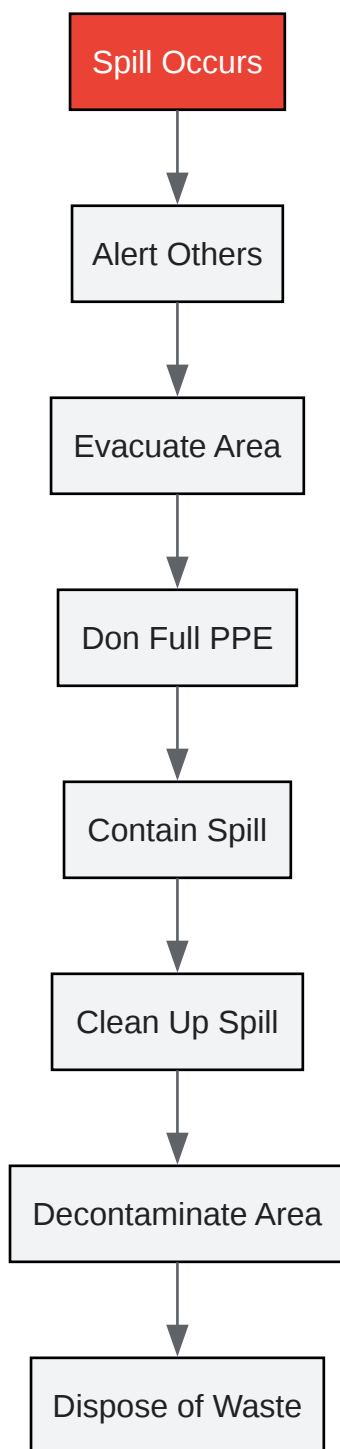 Spill Occurs
Alert Others
Evacuate Area
Don Full PPE
Contain Spill
Clean Up Spill
Decontaminate Area
Dispose of Waste